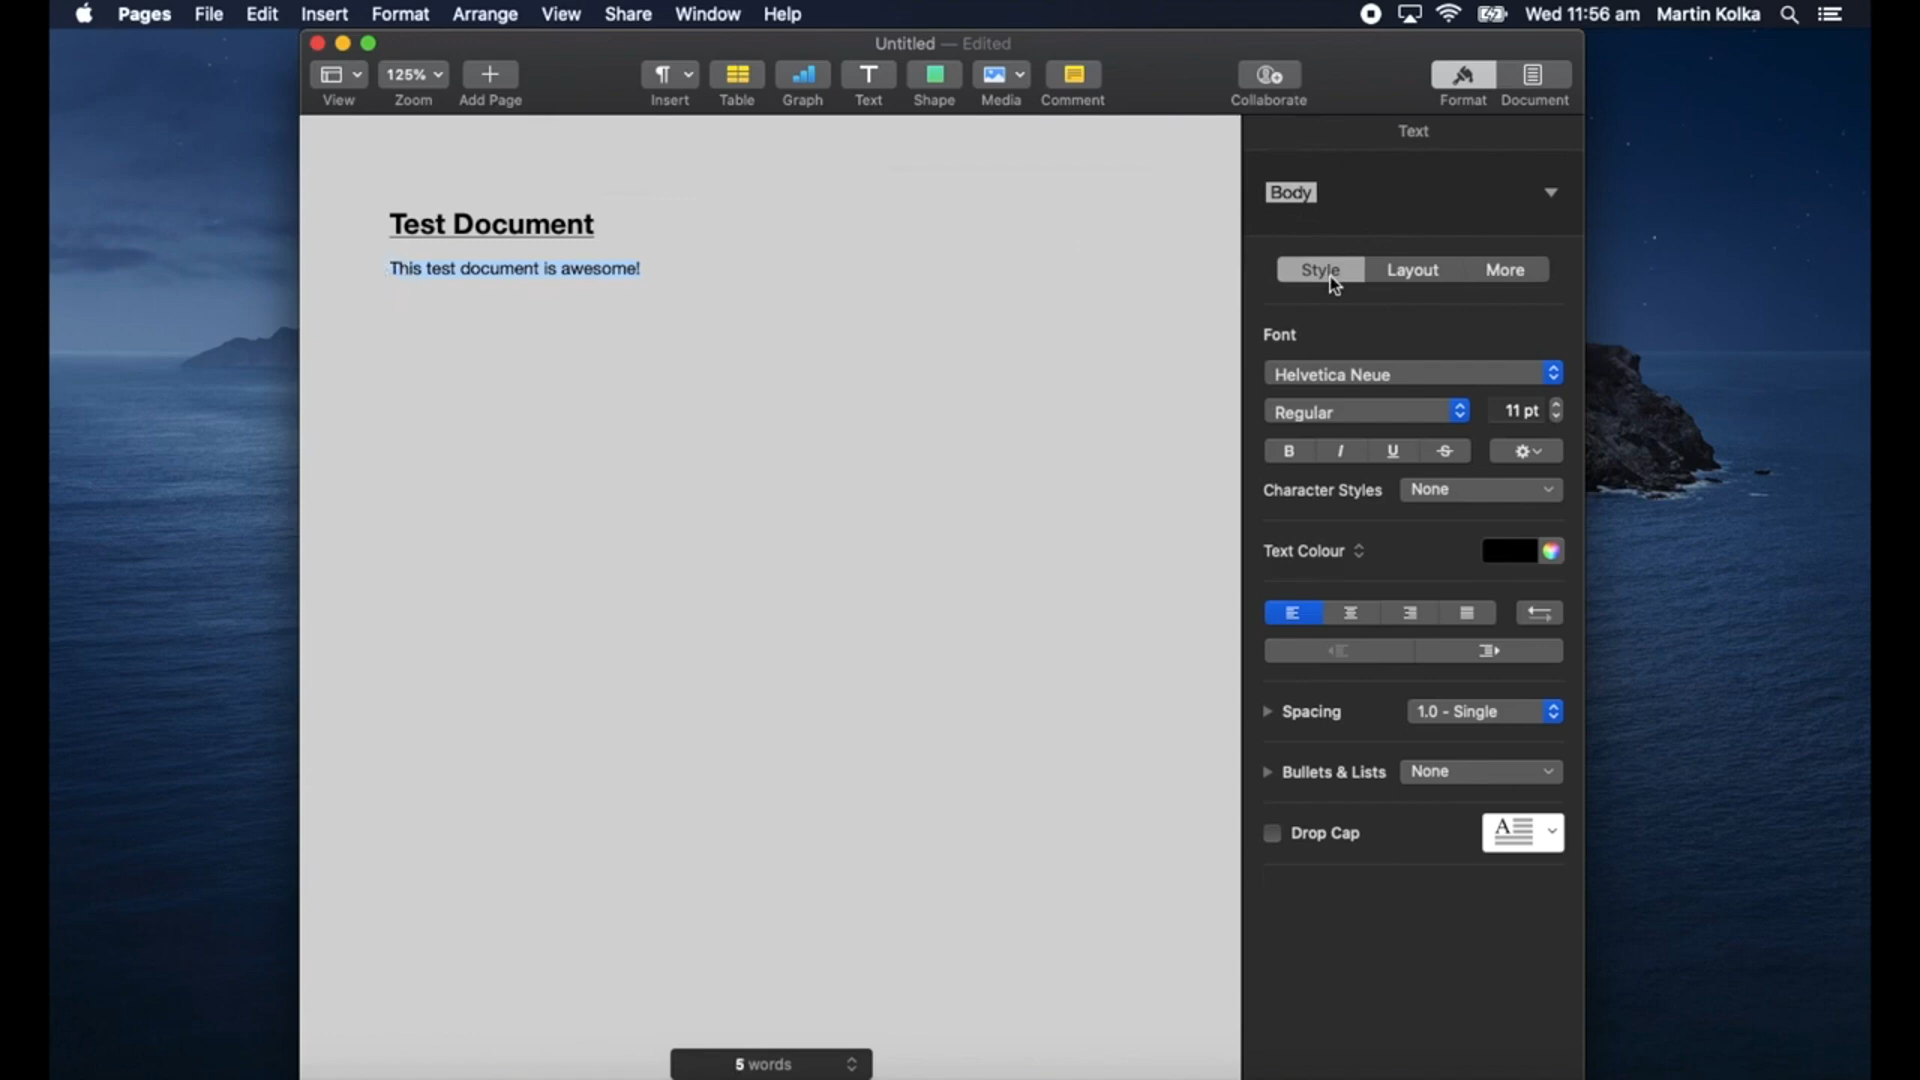 Pages File Edit Insert Format Arrange View Share Window Help Wed 11:56 am Martin Kolka
Untitled — Edited
125%
View Zoom Add Page Insert Table Graph Text Shape Media Comment Collaborate Format Document
Text
Body
Test Document
This test document is awesome!
Style Layout More
Font
Helvetica Neue
Regular 11 pt
B I U S
Character Styles None
Text Colour
Spacing 1.0 - Single
Bullets & Lists None
Drop Cap A
5 words